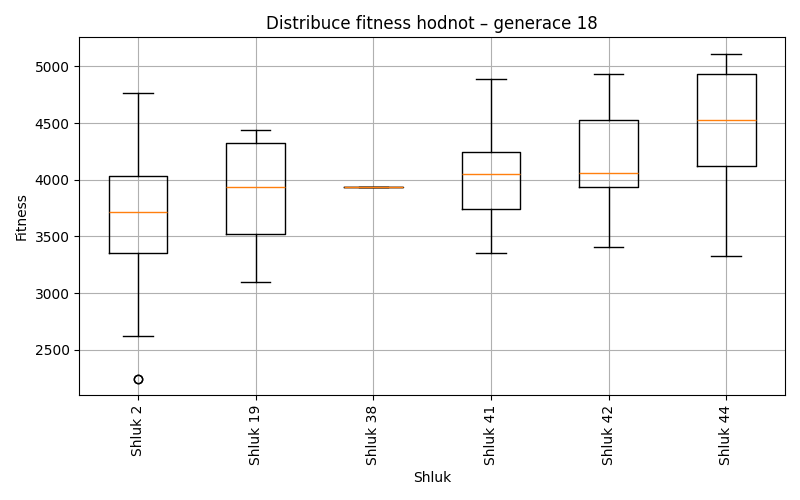 Distribuce fitness hodnot – generace 18
Fitness
5000
4500
4000
3500
3000
2500
Shluk 2
Shluk 19
Shluk 38
Shluk 41
Shluk 42
Shluk 44
Shluk